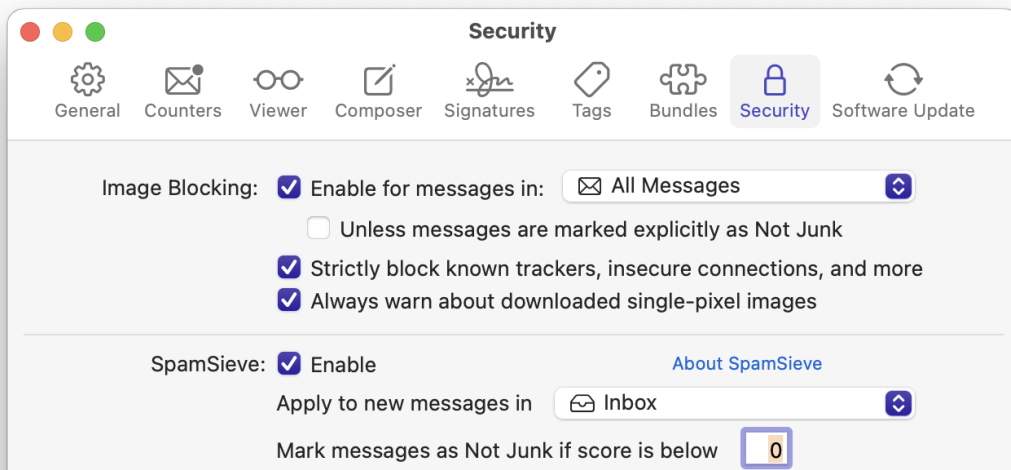 Security
General Counters Viewer Composer Signatures Tags Bundles Security Software Update
Image Blocking: Enable for messages in: All Messages
Unless messages are marked explicitly as Not Junk
Strictly block known trackers, insecure connections, and more
Always warn about downloaded single-pixel images
SpamSieve: Enable About SpamSieve
Apply to new messages in Inbox
Mark messages as Not Junk if score is below 0